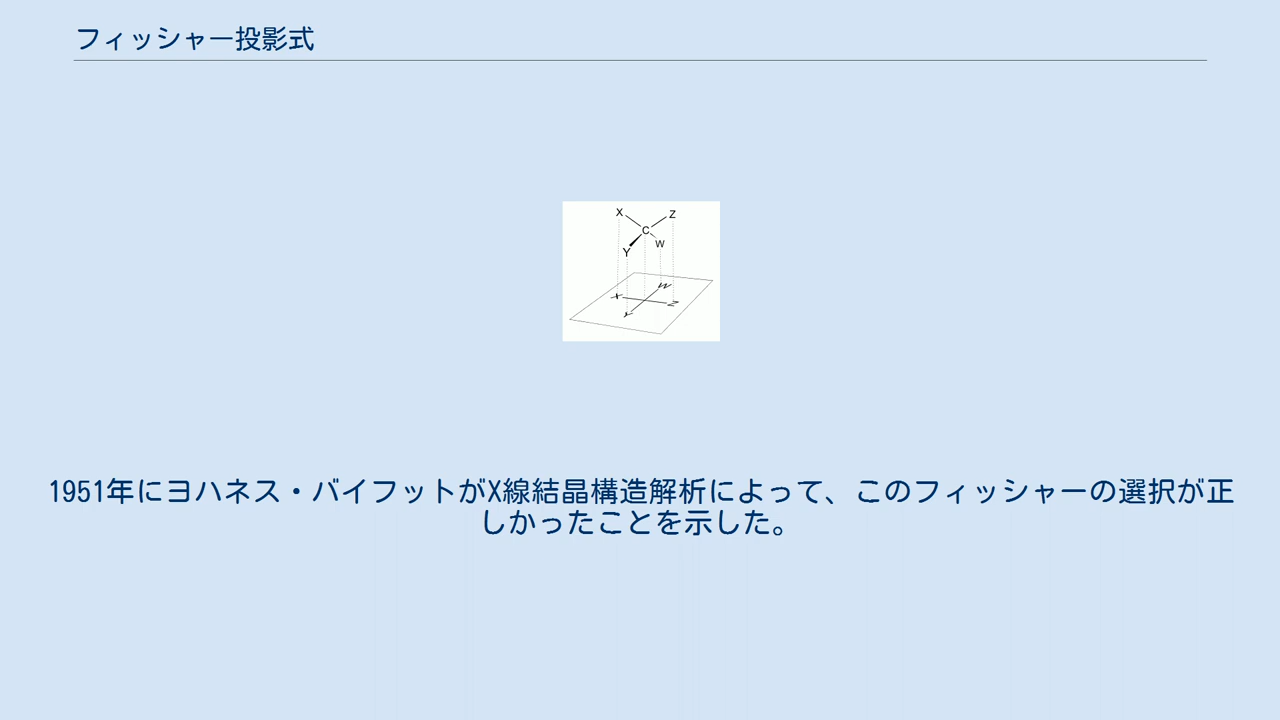 フィッシャー投影式
X Z
C
Y W
X W
Y Z
1951年にヨハネス・バイフットがX線結晶構造解析によって、このフィッシャーの選択が正
しかったことを示した。